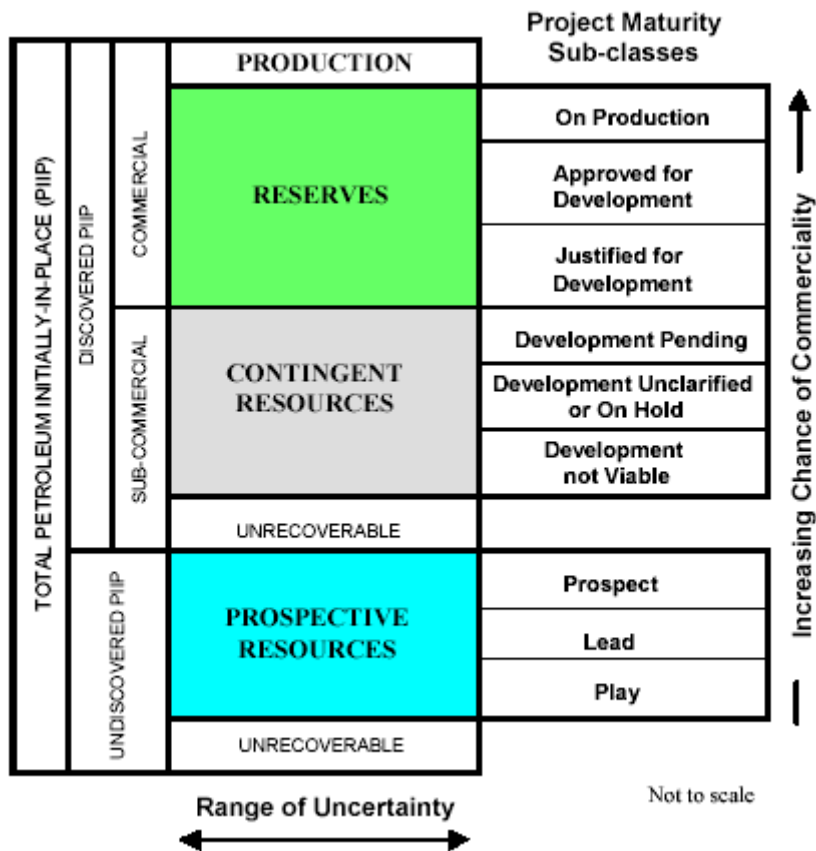 Project Maturity
Sub-classes
PRODUCTION
On Production
RESERVES
Approved for
Development
Justified for
Development
CONTINGENT
RESOURCES
Development Pending
Development Unclarified
or On Hold
Development
not Viable
UNRECOVERABLE
PROSPECTIVE
RESOURCES
Prospect
Lead
Play
UNRECOVERABLE
TOTAL PETROLEUM INITIALLY-IN-PLACE (PIIP)
DISCOVERED PIIP
UNDISCOVERED PIIP
COMMERCIAL
SUB-COMMERCIAL
Increasing Chance of Commerciality
Range of Uncertainty
Not to scale